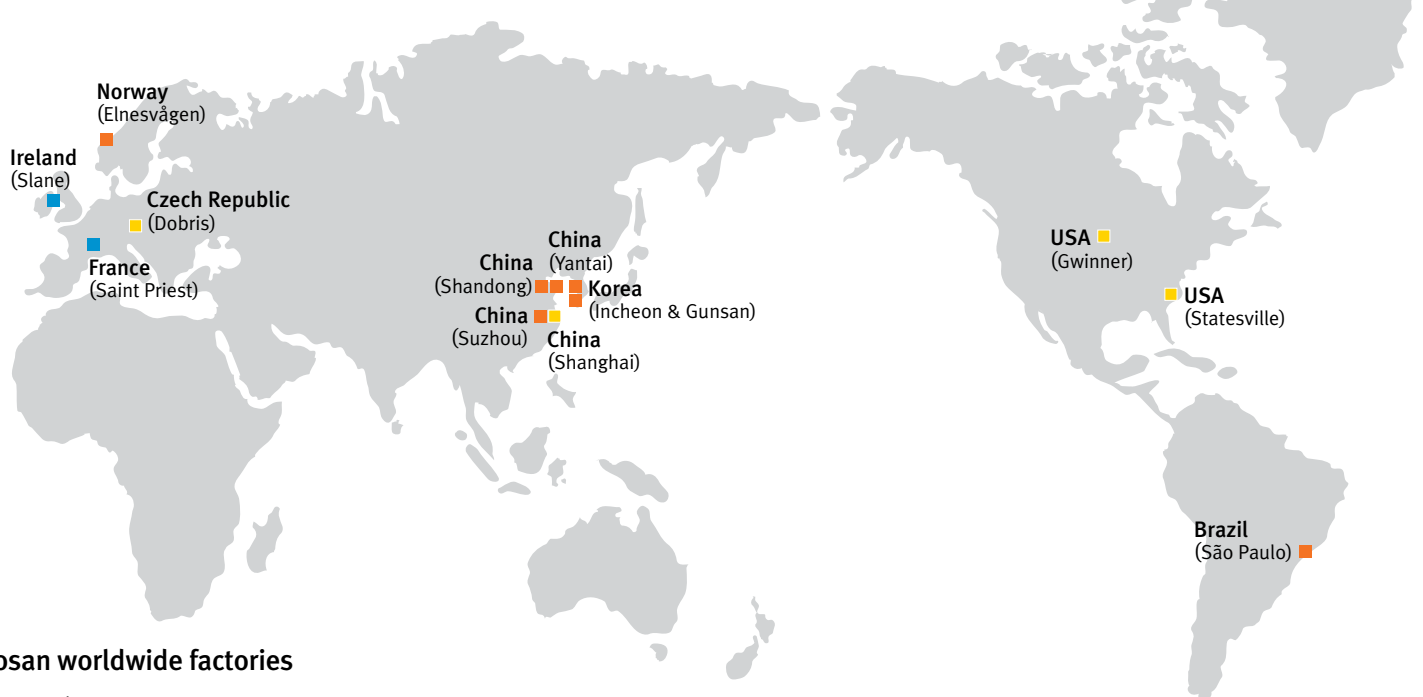 Norway
(Elnesvågen)
Ireland
(Slane)
Czech Republic
(Dobris)
France
(Saint Priest)
China
(Yantai)
China
(Shandong)
Korea
(Incheon & Gunsan)
China
(Suzhou)
China
(Shanghai)
USA
(Gwinner)
USA
(Statesville)
Brazil
(São Paulo)
osan worldwide factories